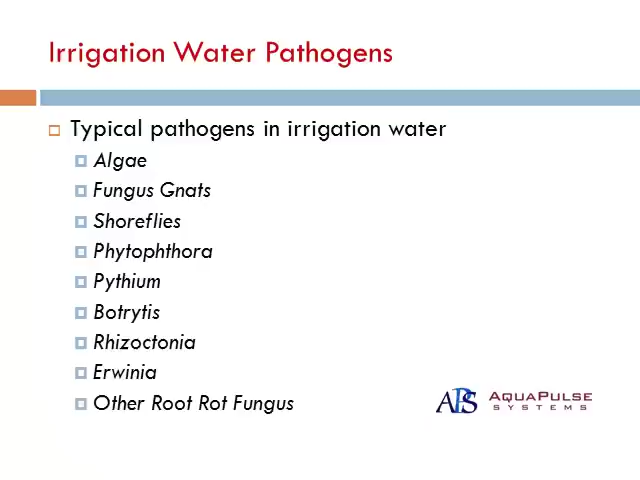 Irrigation Water Pathogens
Typical pathogens in irrigation water
Algae
Fungus Gnats
Shoreflies
Phytophthora
Pythium
Botrytis
Rhizoctonia
Erwinia
Other Root Rot Fungus
APS AQUAPULSE
SYSTEMS